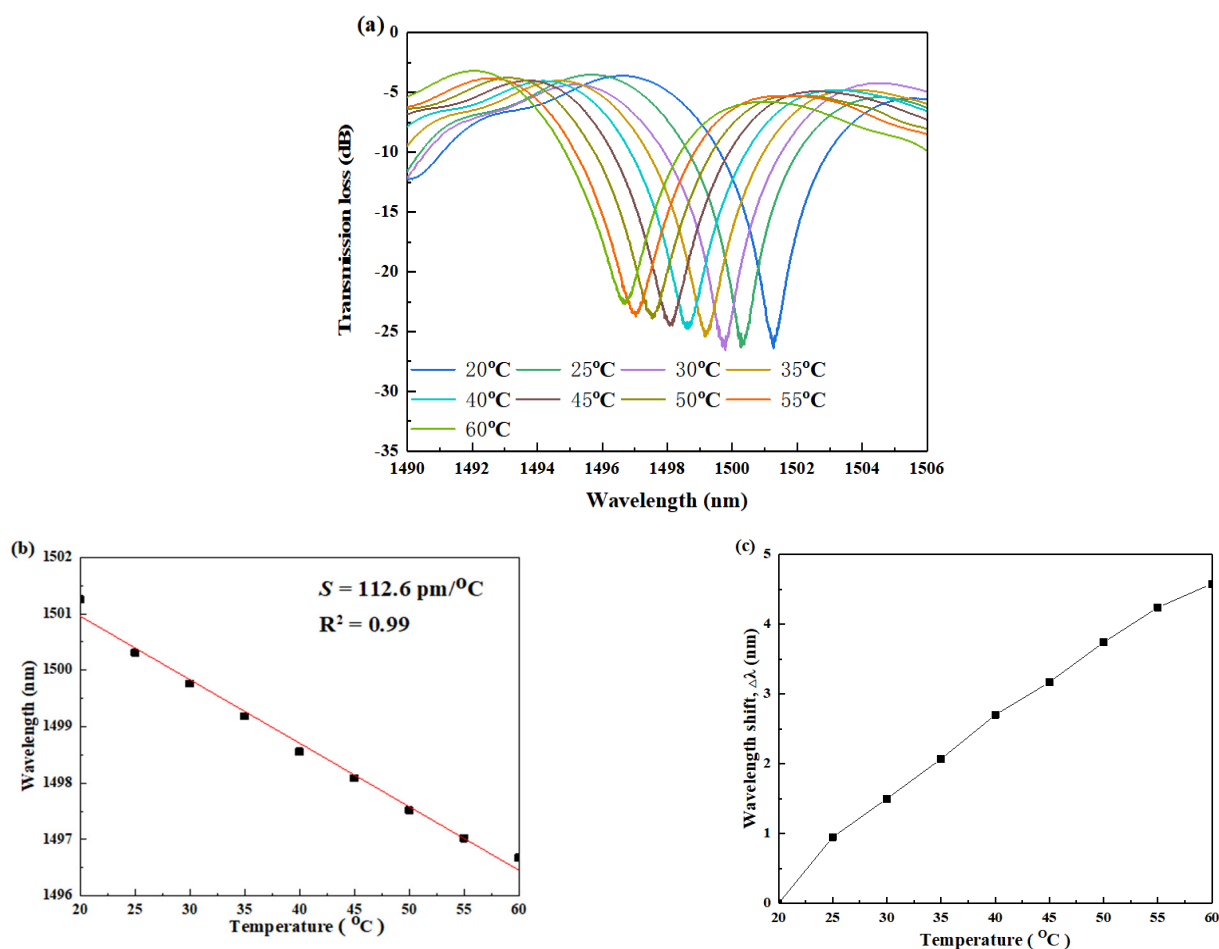 (a)
0
-5
-10
-15
-20
-25
-30
-35
Transmission loss (dB)
20°C 25°C 30°C 35°C
40°C 45°C 50°C 55°C
60°C
1490 1492 1494 1496 1498 1500 1502 1504 1506
Wavelength (nm)
(b)
1502
1501
1500
1499
1498
1497
1496
Wavelength (nm)
S = 112.6 pm/°C
R² = 0.99
20 25 30 35 40 45 50 55 60
Temperature ( °C)
(c)
5
4
3
2
1
0
Wavelength shift, △λ (nm)
20 25 30 35 40 45 50 55 60
Temperature ( °C)